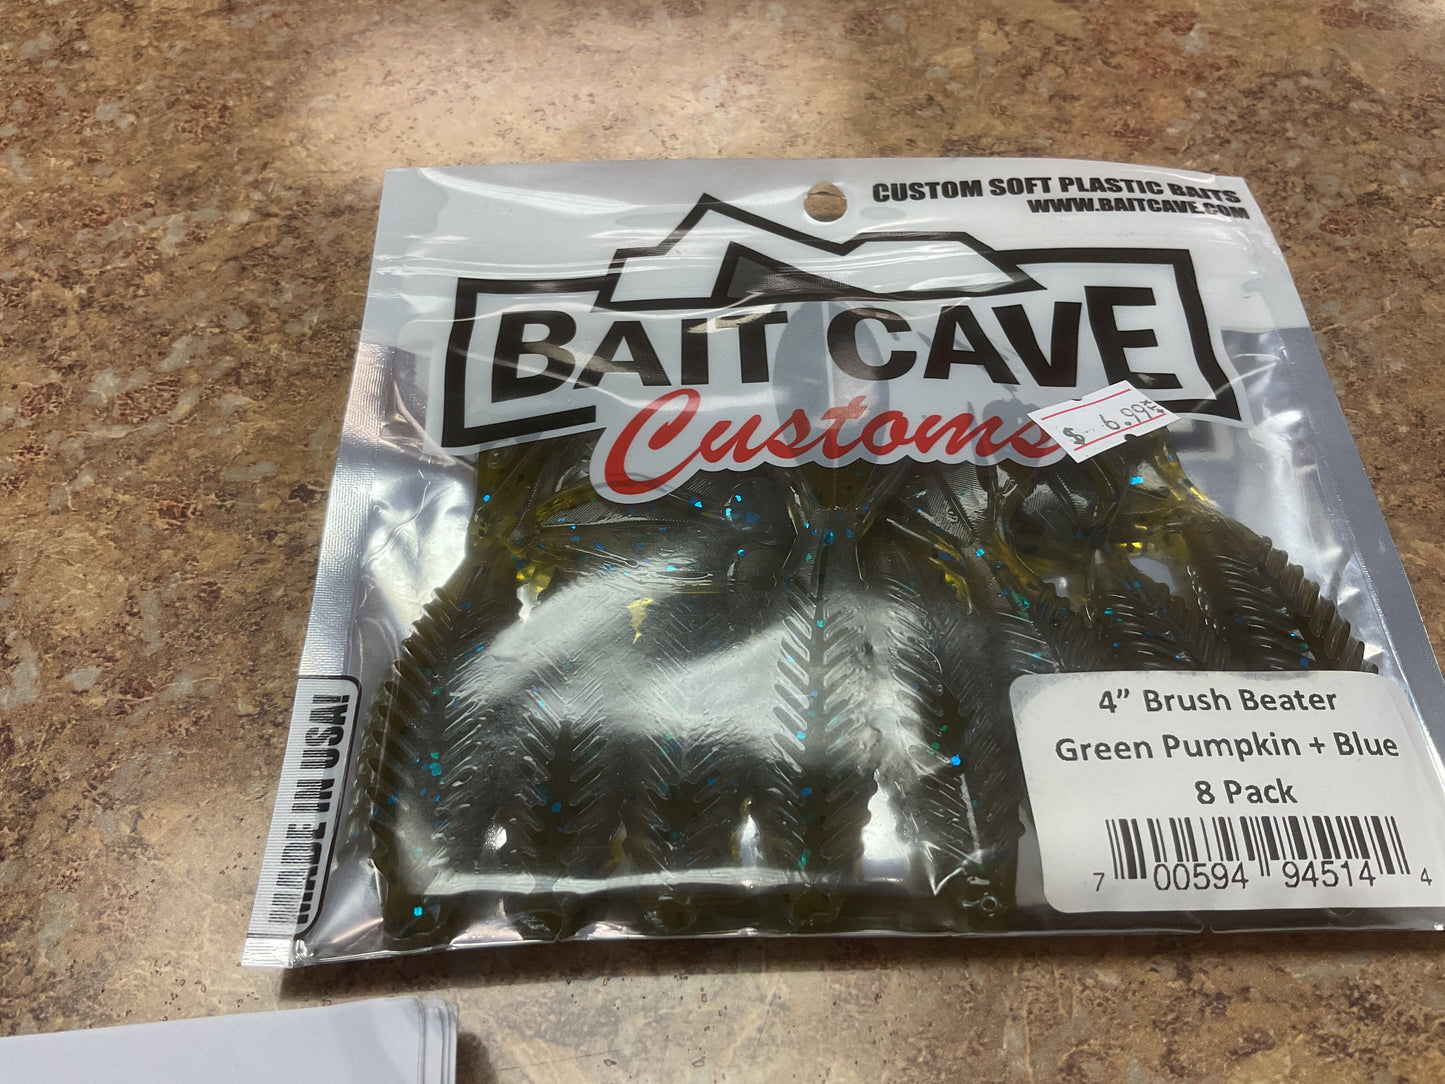 CUSTOM SOFT PLASTIC BAITS
WWW.BAITCAVE.COM
BAIT CAVE
Customs
$ 6.99
MADE IN USA!
4” Brush Beater
Green Pumpkin + Blue
8 Pack
7 00594 94514 4